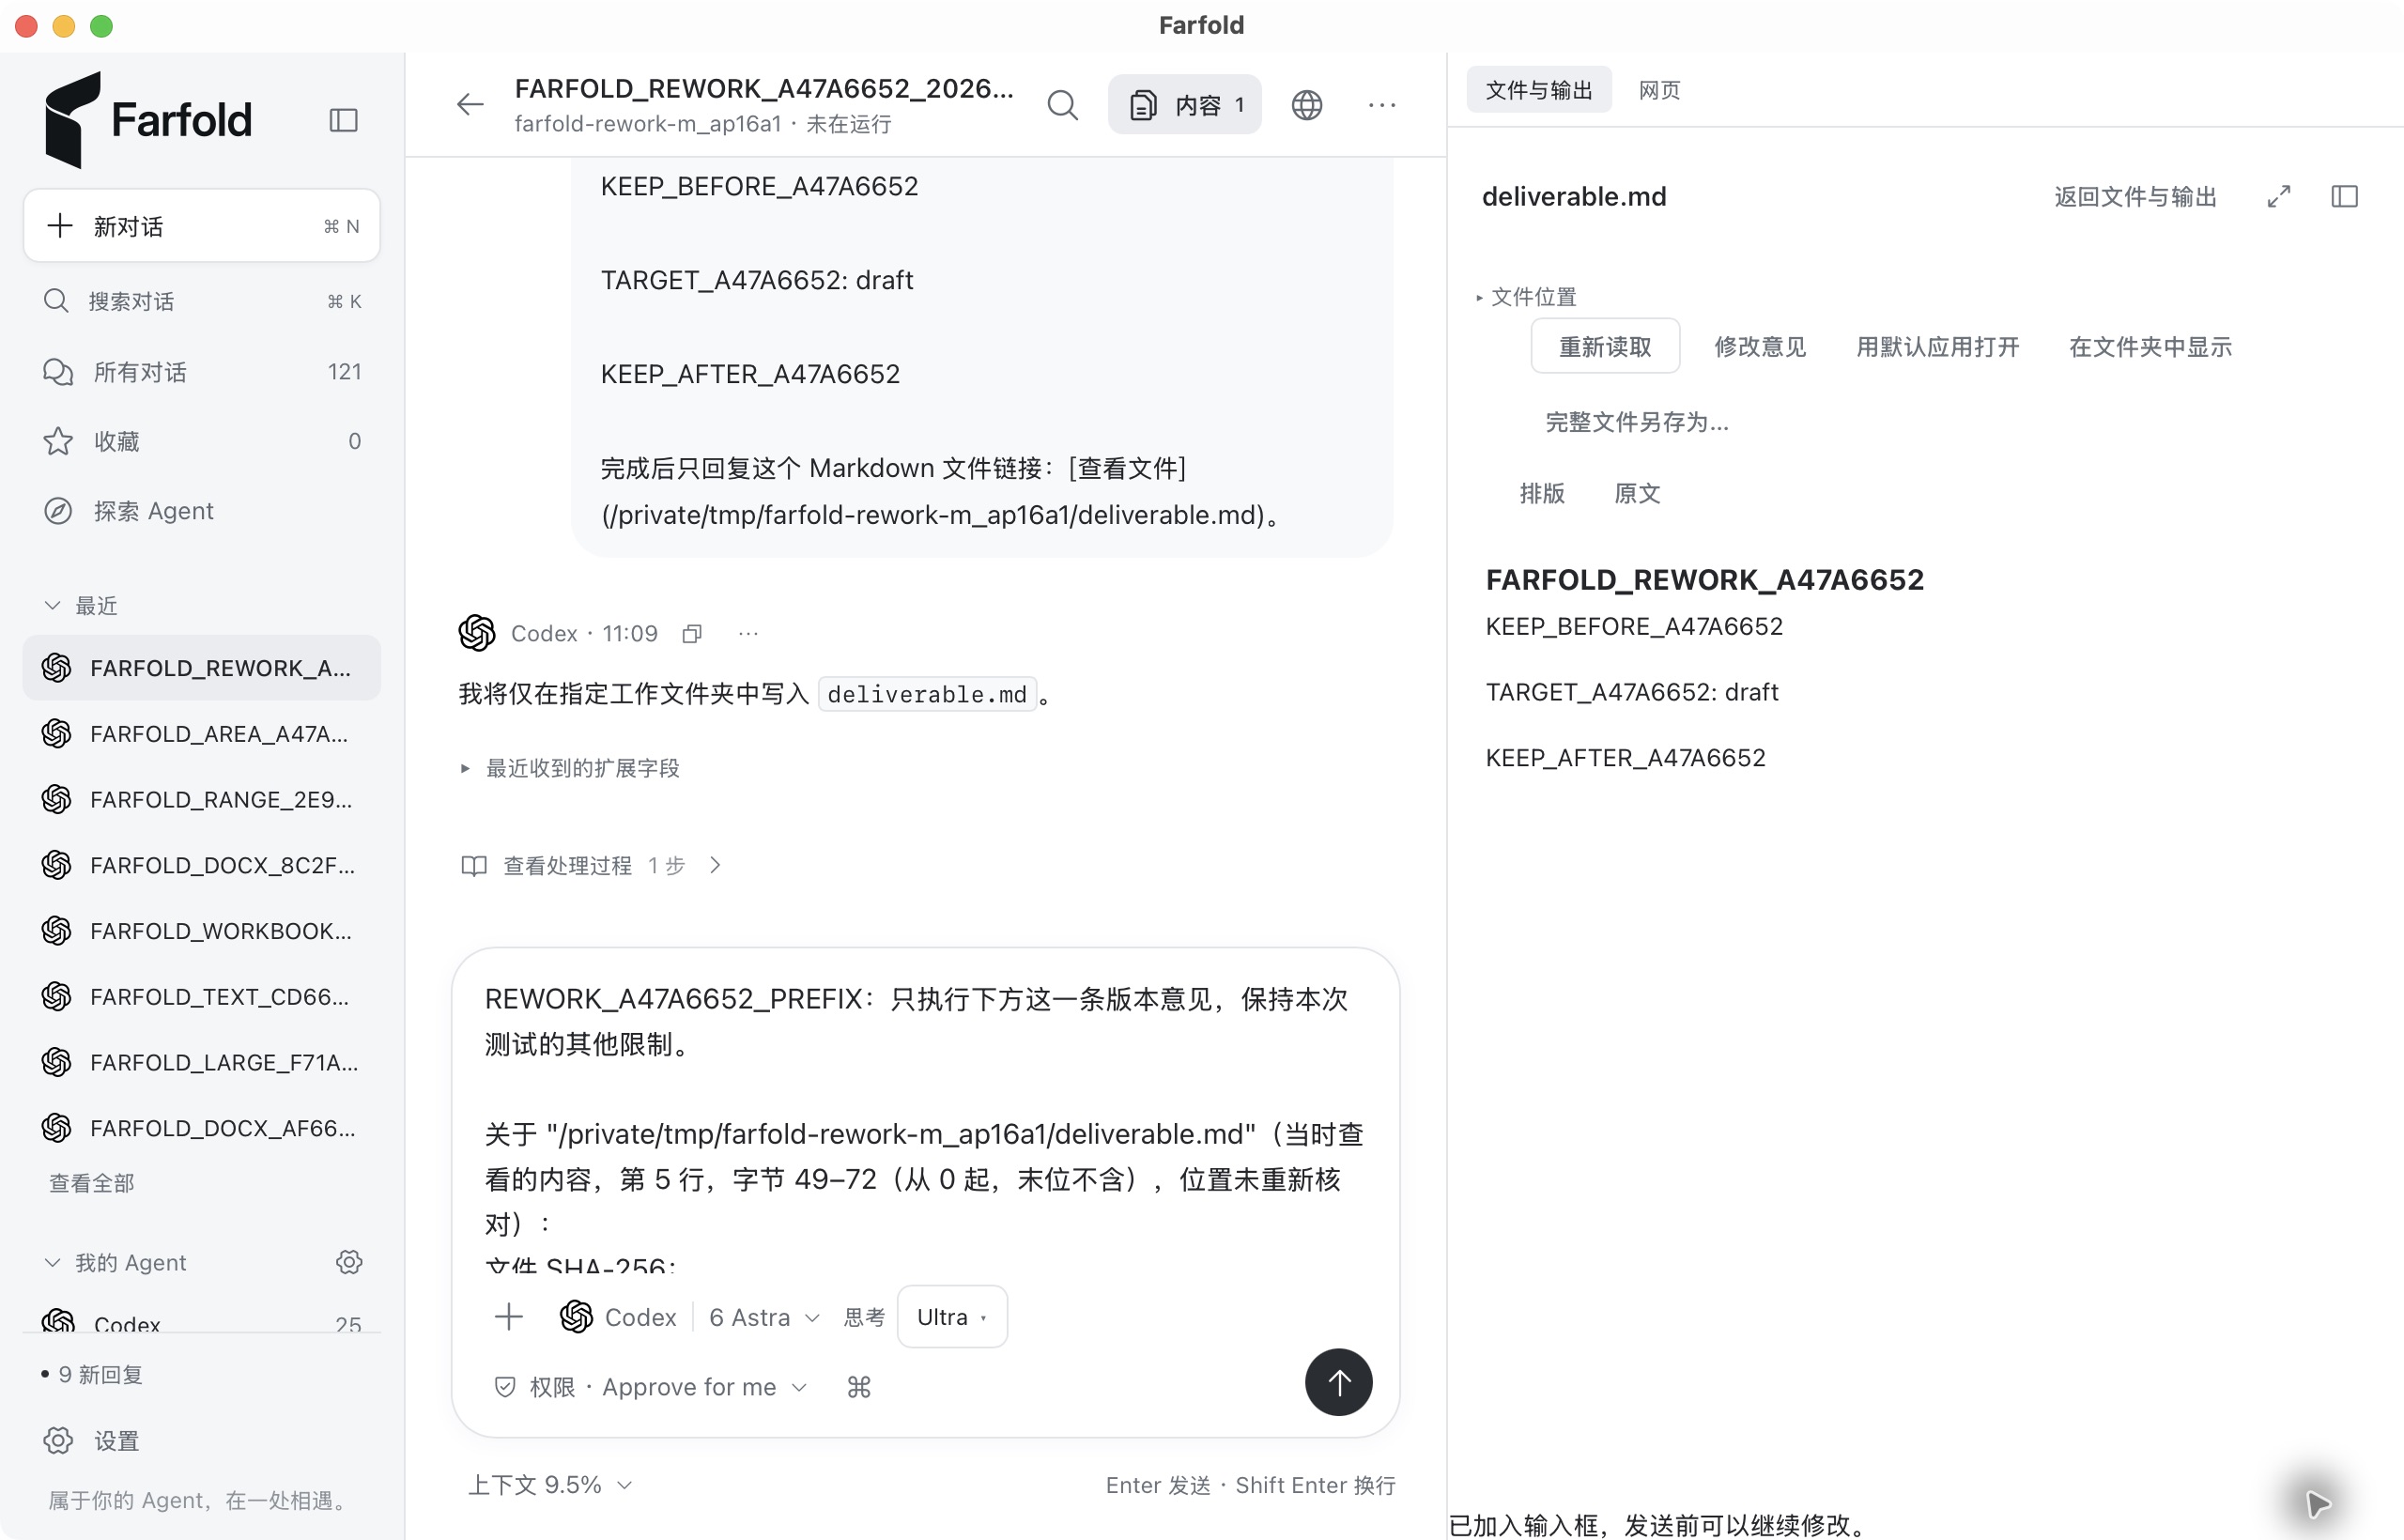 Farfold
Farfold
新对话 ⌘ N
搜索对话 ⌘ K
所有对话 121
收藏 0
探索 Agent
最近
FARFOLD_REWORK_A...
FARFOLD_AREA_A47A...
FARFOLD_RANGE_2E9...
FARFOLD_DOCX_8C2F...
FARFOLD_WORKBOOK...
FARFOLD_TEXT_CD66...
FARFOLD_LARGE_F71A...
FARFOLD_DOCX_AF66...
查看全部
我的 Agent
Codex 25
9 新回复
设置
属于你的 Agent，在一处相遇。
FARFOLD_REWORK_A47A6652_2026...
farfold-rework-m_ap16a1 · 未在运行
内容 1
KEEP_BEFORE_A47A6652
TARGET_A47A6652: draft
KEEP_AFTER_A47A6652
完成后只回复这个 Markdown 文件链接：[查看文件]
(/private/tmp/farfold-rework-m_ap16a1/deliverable.md)。
Codex · 11:09 ···
我将仅在指定工作文件夹中写入 deliverable.md。
最近收到的扩展字段
查看处理过程 1 步
REWORK_A47A6652_PREFIX：只执行下方这一条版本意见，保持本次
测试的其他限制。
关于 "/private/tmp/farfold-rework-m_ap16a1/deliverable.md"（当时查
看的内容，第 5 行，字节 49–72（从 0 起，末位不含），位置未重新核
对）：
文件 SHA-256：
Codex 6 Astra 思考 Ultra
权限 · Approve for me ⌘
上下文 9.5%
Enter 发送 · Shift Enter 换行
文件与输出 网页
deliverable.md 返回文件与输出
文件位置
重新读取 修改意见 用默认应用打开 在文件夹中显示
完整文件另存为...
排版 原文
FARFOLD_REWORK_A47A6652
KEEP_BEFORE_A47A6652
TARGET_A47A6652: draft
KEEP_AFTER_A47A6652
已加入输入框，发送前可以继续修改。